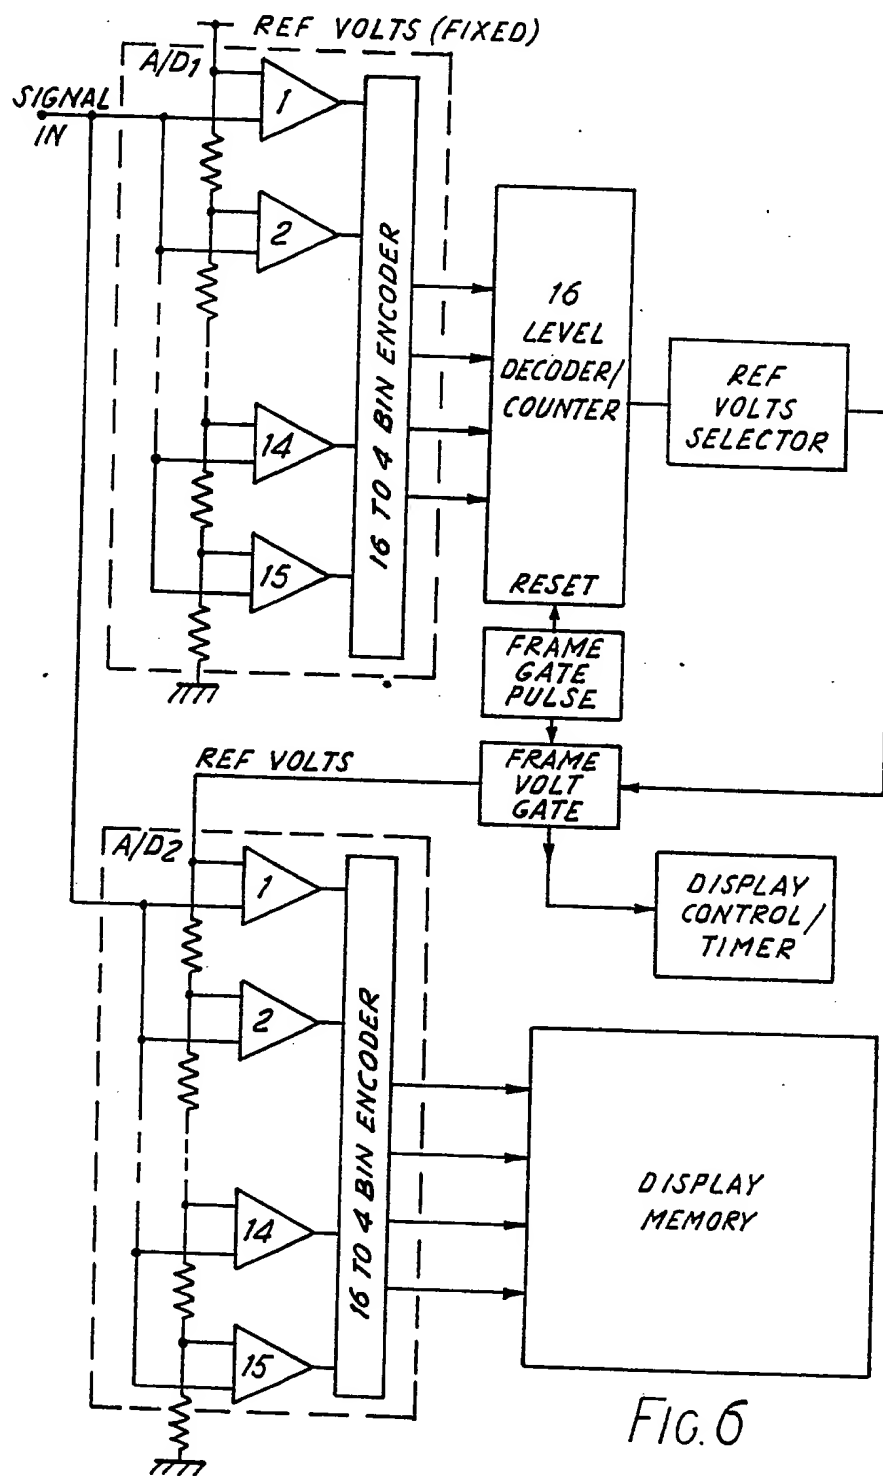 REF VOLTS (FIXED)
A/D1
SIGNAL
IN
1
2
14
15
16 TO 4 BIN ENCODER
16
LEVEL
DECODER/
COUNTER
RESET
REF
VOLTS
SELECTOR
FRAME
GATE
PULSE
REF VOLTS
FRAME
VOLT
GATE
A/D2
1
2
14
15
16 TO 4 BIN ENCODER
DISPLAY
CONTROL/
TIMER
DISPLAY
MEMORY
FIG.6